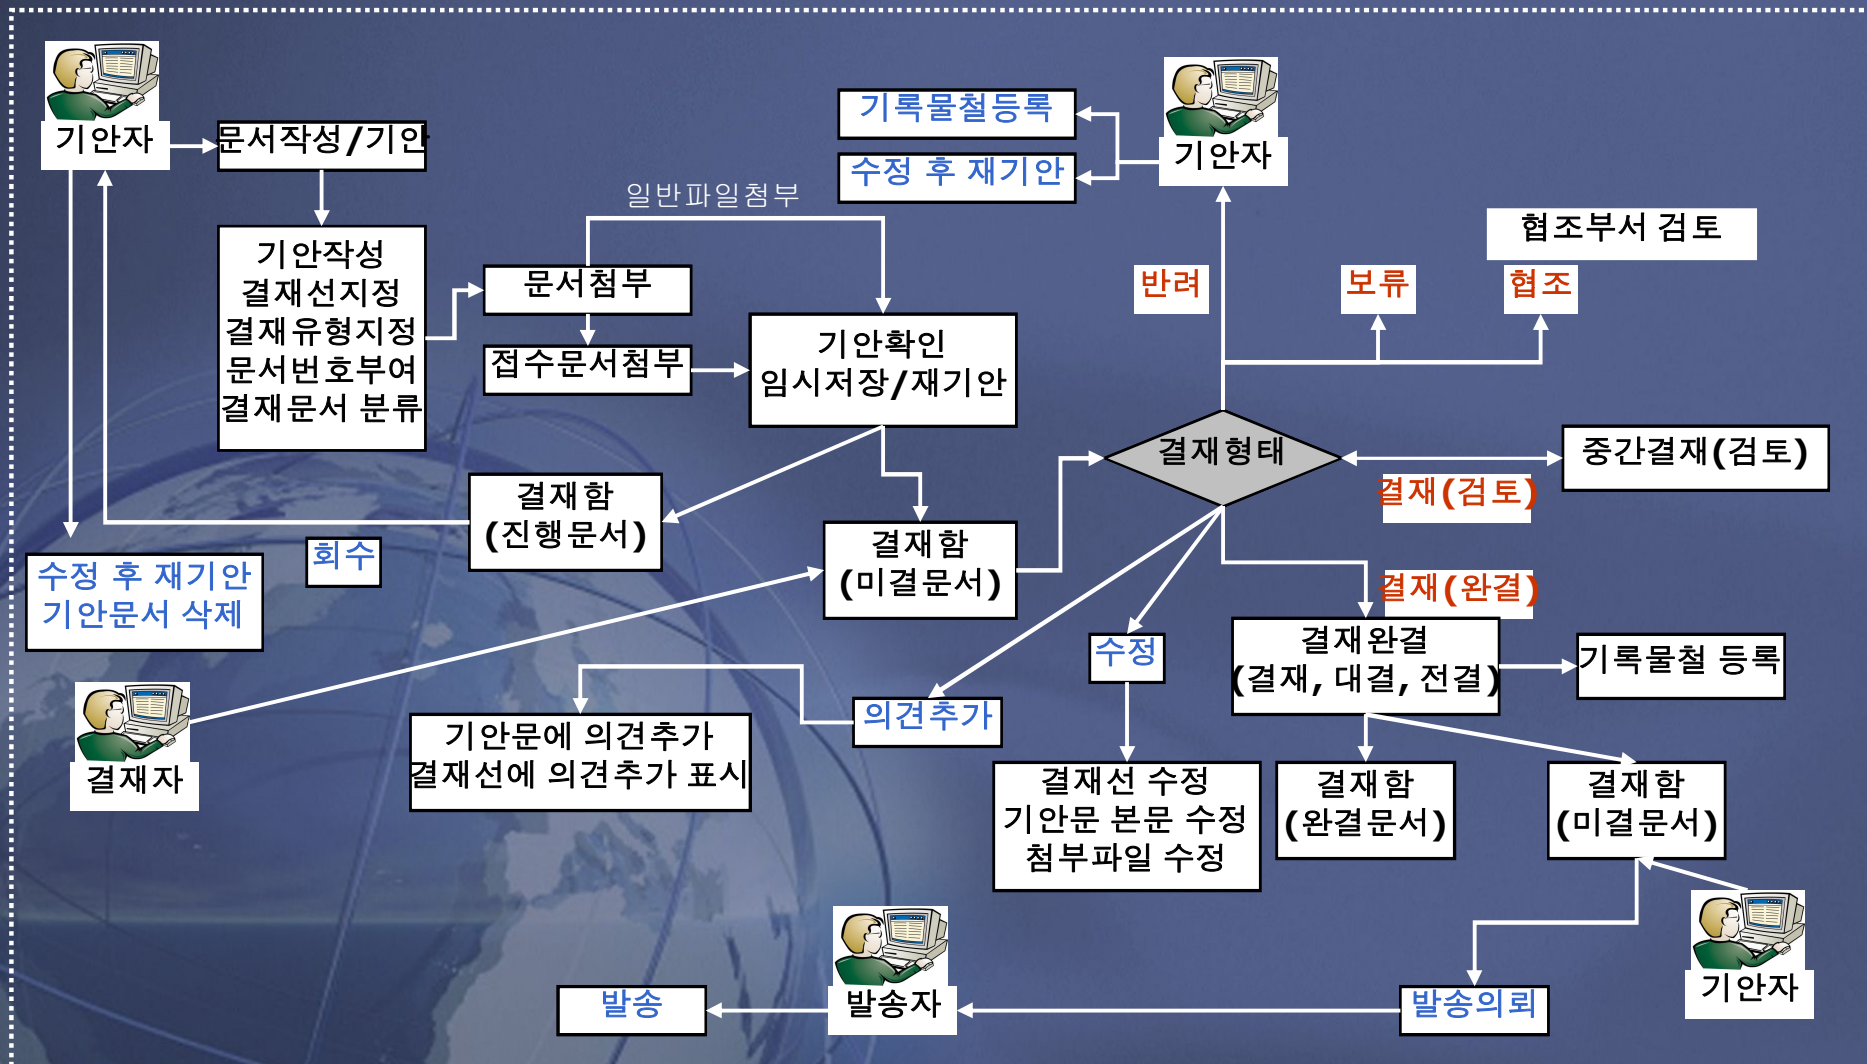 기안자
문서작성/기안
기록물철등록
수정 후 재기안
기안자
일반파일첨부
기안작성
결재선지정
결재유형지정
문서번호부여
결재문서 분류
문서첨부
접수문서첨부
기안확인
임시저장/재기안
협조부서 검토
반려
보류
협조
결재형태
중간결재(검토)
결재(검토)
결재함
(진행문서)
회수
수정 후 재기안
기안문서 삭제
결재함
(미결문서)
결재(완결)
수정
결재완결
(결재, 대결, 전결)
기록물철 등록
결재자
의견추가
기안문에 의견추가
결재선에 의견추가 표시
결재선 수정
기안문 본문 수정
첨부파일 수정
결재함
(완결문서)
결재함
(미결문서)
기안자
발송
발송자
발송의뢰